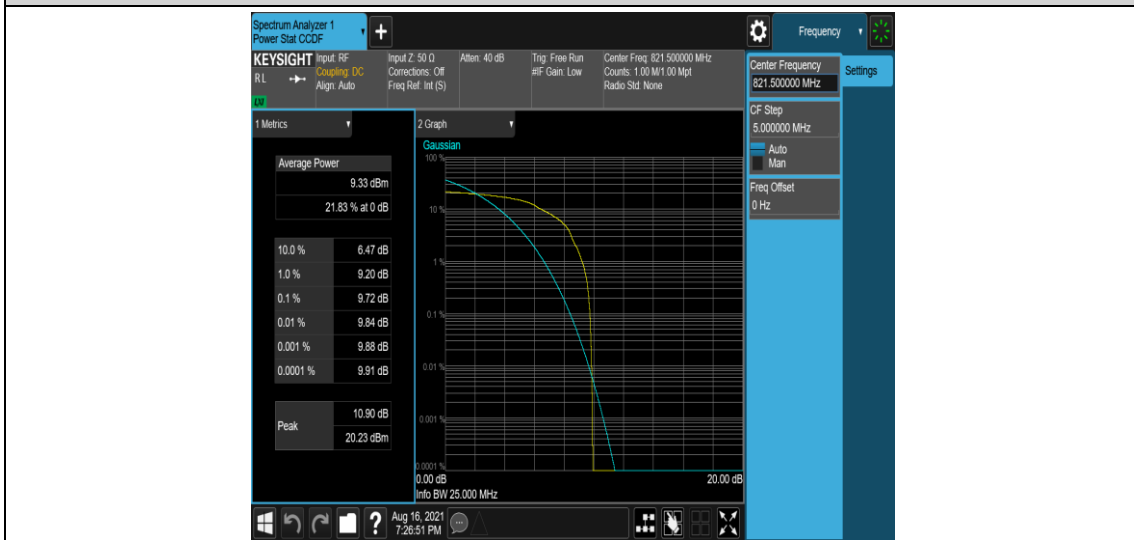 Spectrum Analyzer 1
Power Stat CCDF
+
Frequency
KEYSIGHT
RL
LXI
Input: RF
Coupling: DC
Align: Auto
Input Z: 50 Ω
Corrections: Off
Freq Ref: Int (S)
Atten: 40 dB
Trig: Free Run
#IF Gain: Low
Center Freq: 821.500000 MHz
Counts: 1.00 M/1.00 Mpt
Radio Std: None
Center Frequency
821.500000 MHz
Settings
CF Step
5.000000 MHz
Auto
Man
Freq Offset
0 Hz
1 Metrics
Average Power
9.33 dBm
21.83 % at 0 dB
10.0 % 6.47 dB
1.0 % 9.20 dB
0.1 % 9.72 dB
0.01 % 9.84 dB
0.001 % 9.88 dB
0.0001 % 9.91 dB
Peak
10.90 dB
20.23 dBm
2 Graph
Gaussian
100 %
10 %
1 %
0.1 %
0.01 %
0.001 %
0.0001 %
0.00 dB 20.00 dB
Info BW 25.000 MHz
?
Aug 16, 2021
7:26:51 PM